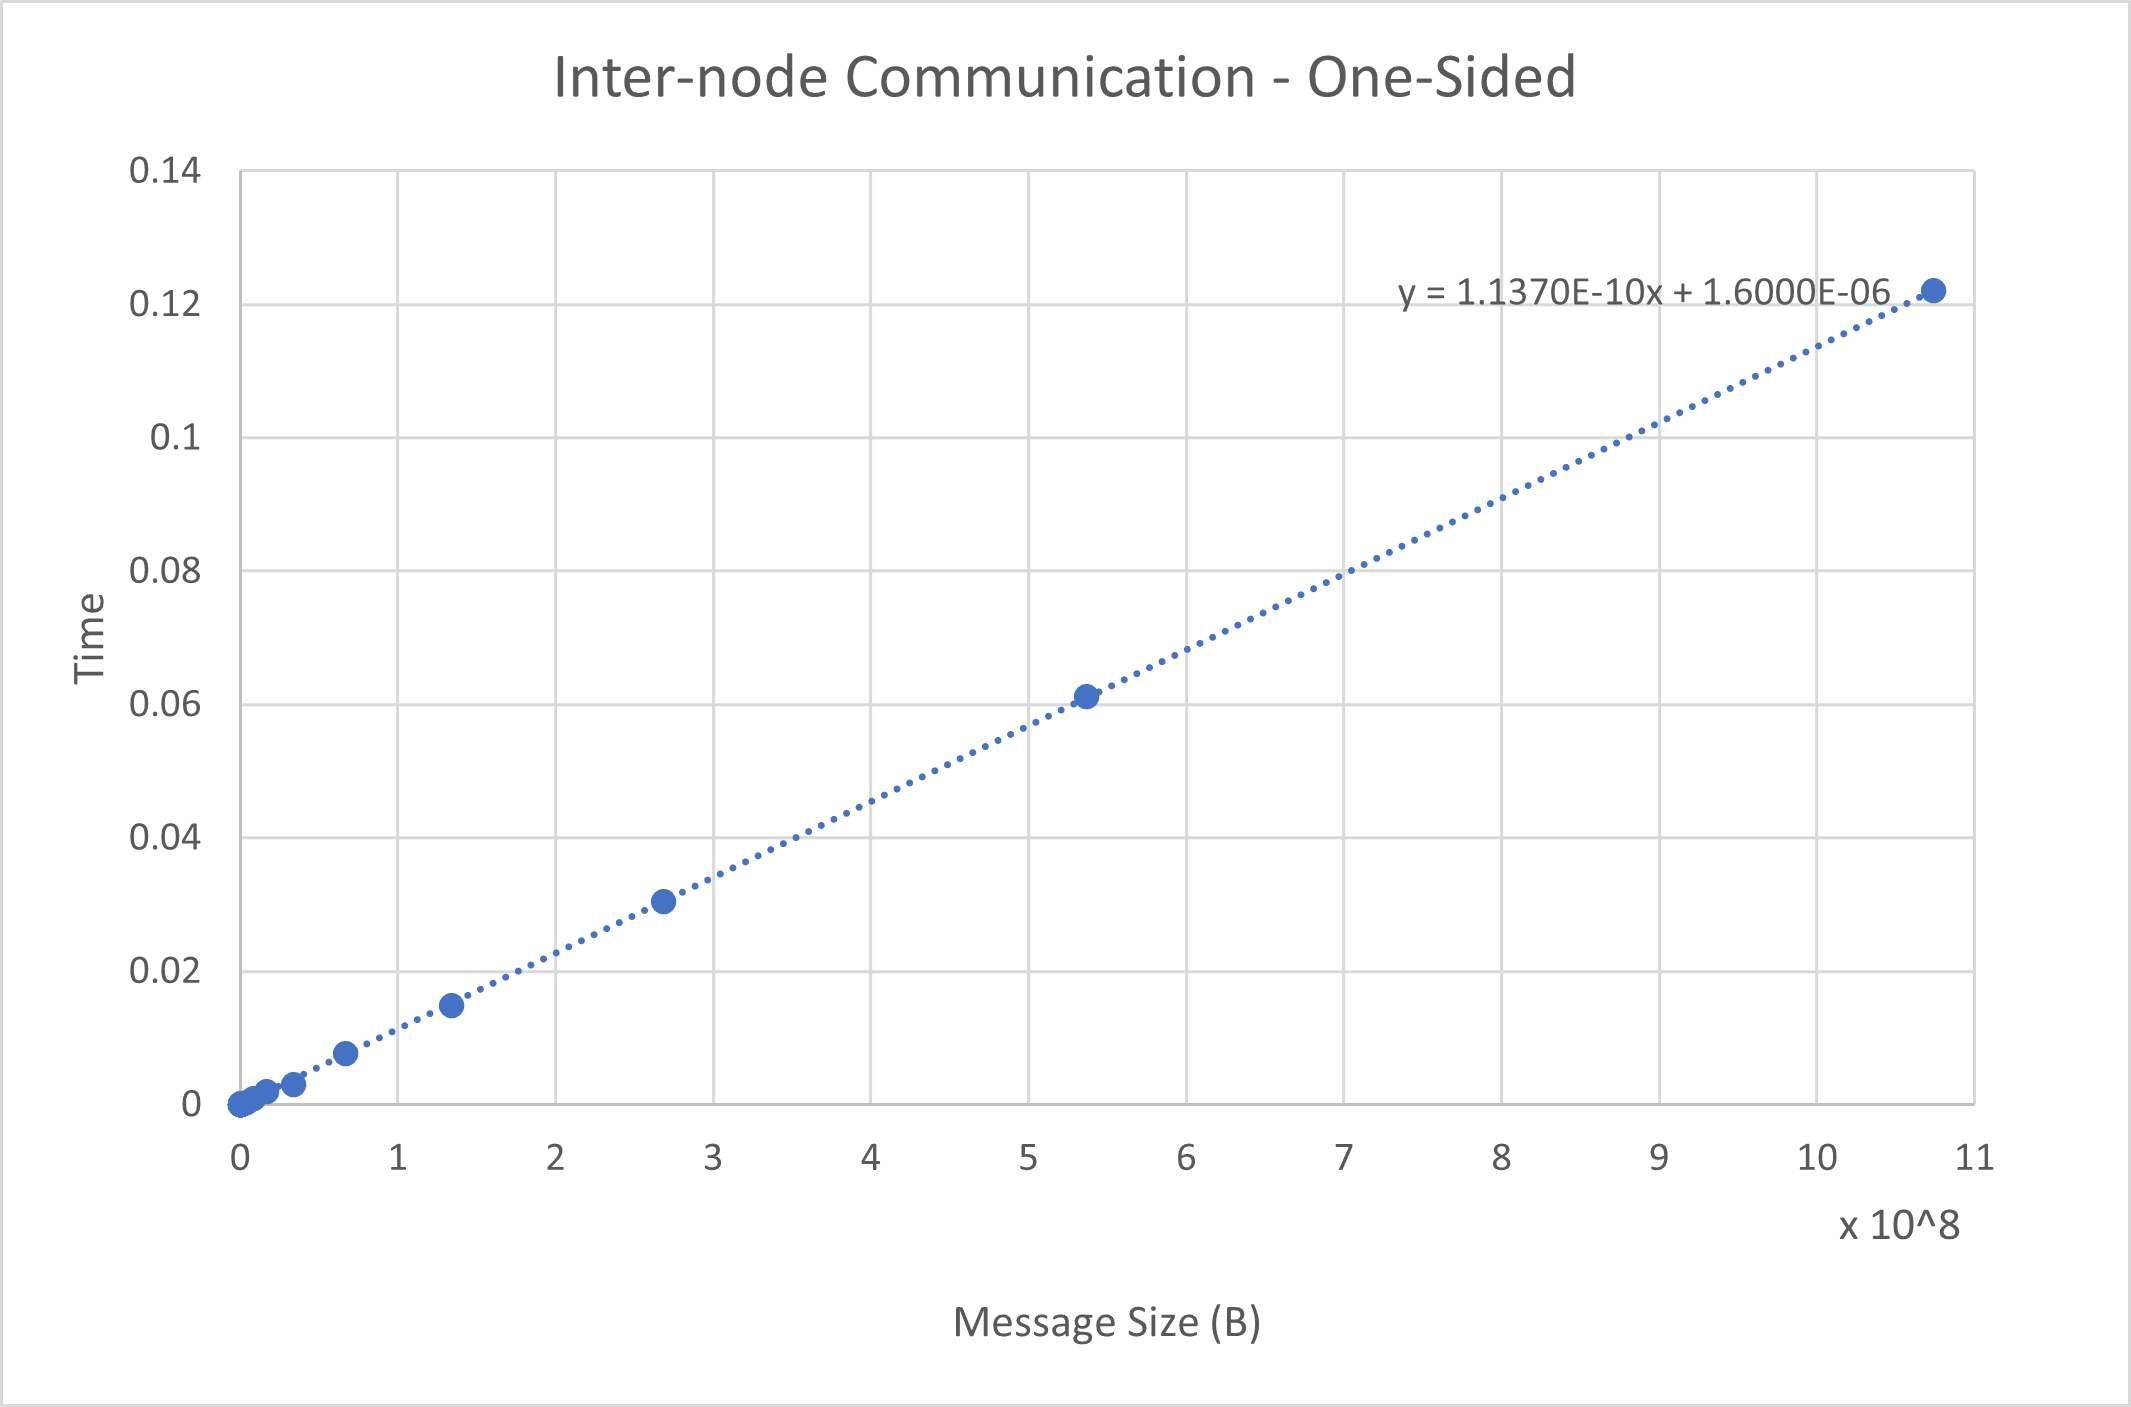 Inter-node Communication - One-Sided
0.14
y = 1.1370E-10x + 1.6000E-06
0.12
0.1
0.08
Time
0.06
0.04
0.02
0
0 1 2 3 4 5 6 7 8 9 10 11
x 10^8
Message Size (B)